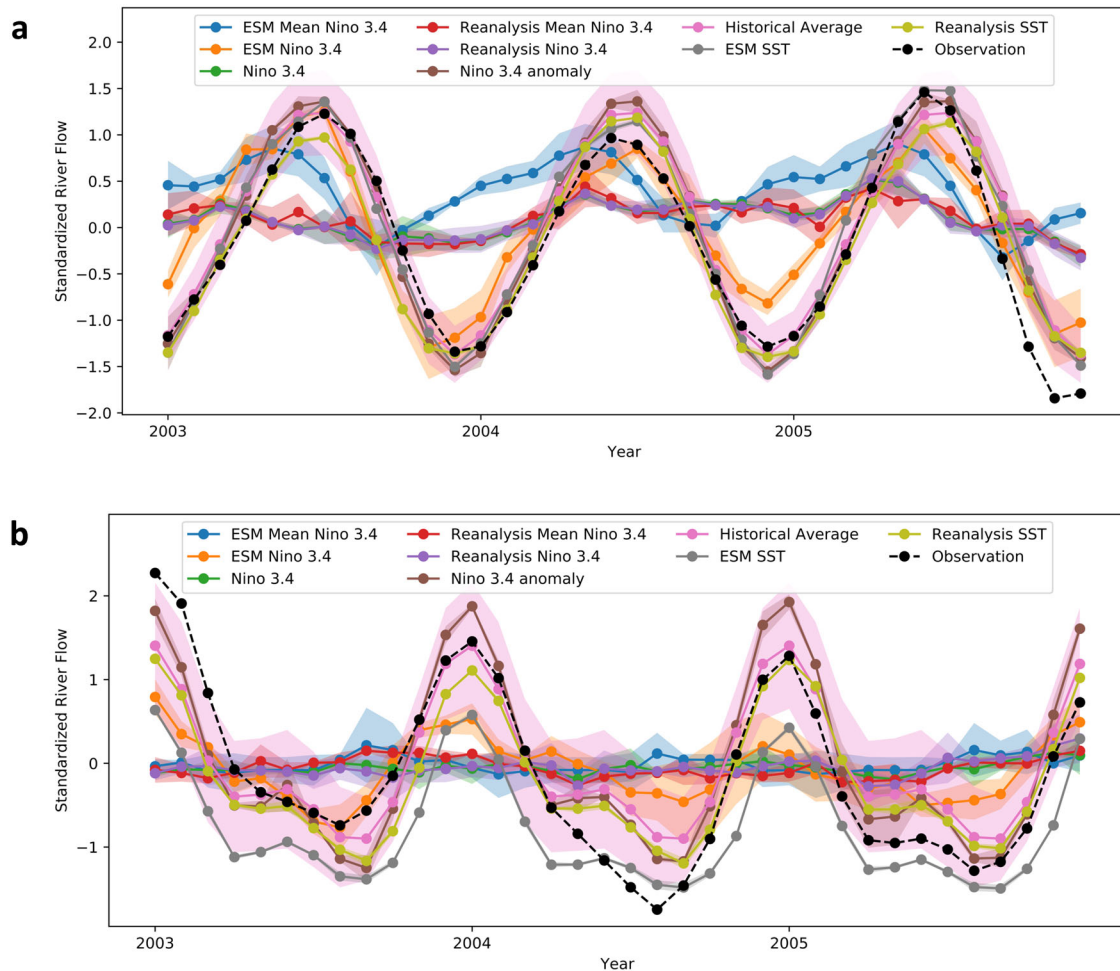 a
ESM Mean Nino 3.4 Reanalysis Mean Nino 3.4 Historical Average Reanalysis SST
ESM Nino 3.4 Reanalysis Nino 3.4 ESM SST Observation
Nino 3.4 Nino 3.4 anomaly
2.0
1.5
1.0
0.5
0.0
−0.5
−1.0
−1.5
−2.0
Standardized River Flow
2003 2004 2005
Year
b
ESM Mean Nino 3.4 Reanalysis Mean Nino 3.4 Historical Average Reanalysis SST
ESM Nino 3.4 Reanalysis Nino 3.4 ESM SST Observation
Nino 3.4 Nino 3.4 anomaly
2
1
0
−1
Standardized River Flow
2003 2004 2005
Year